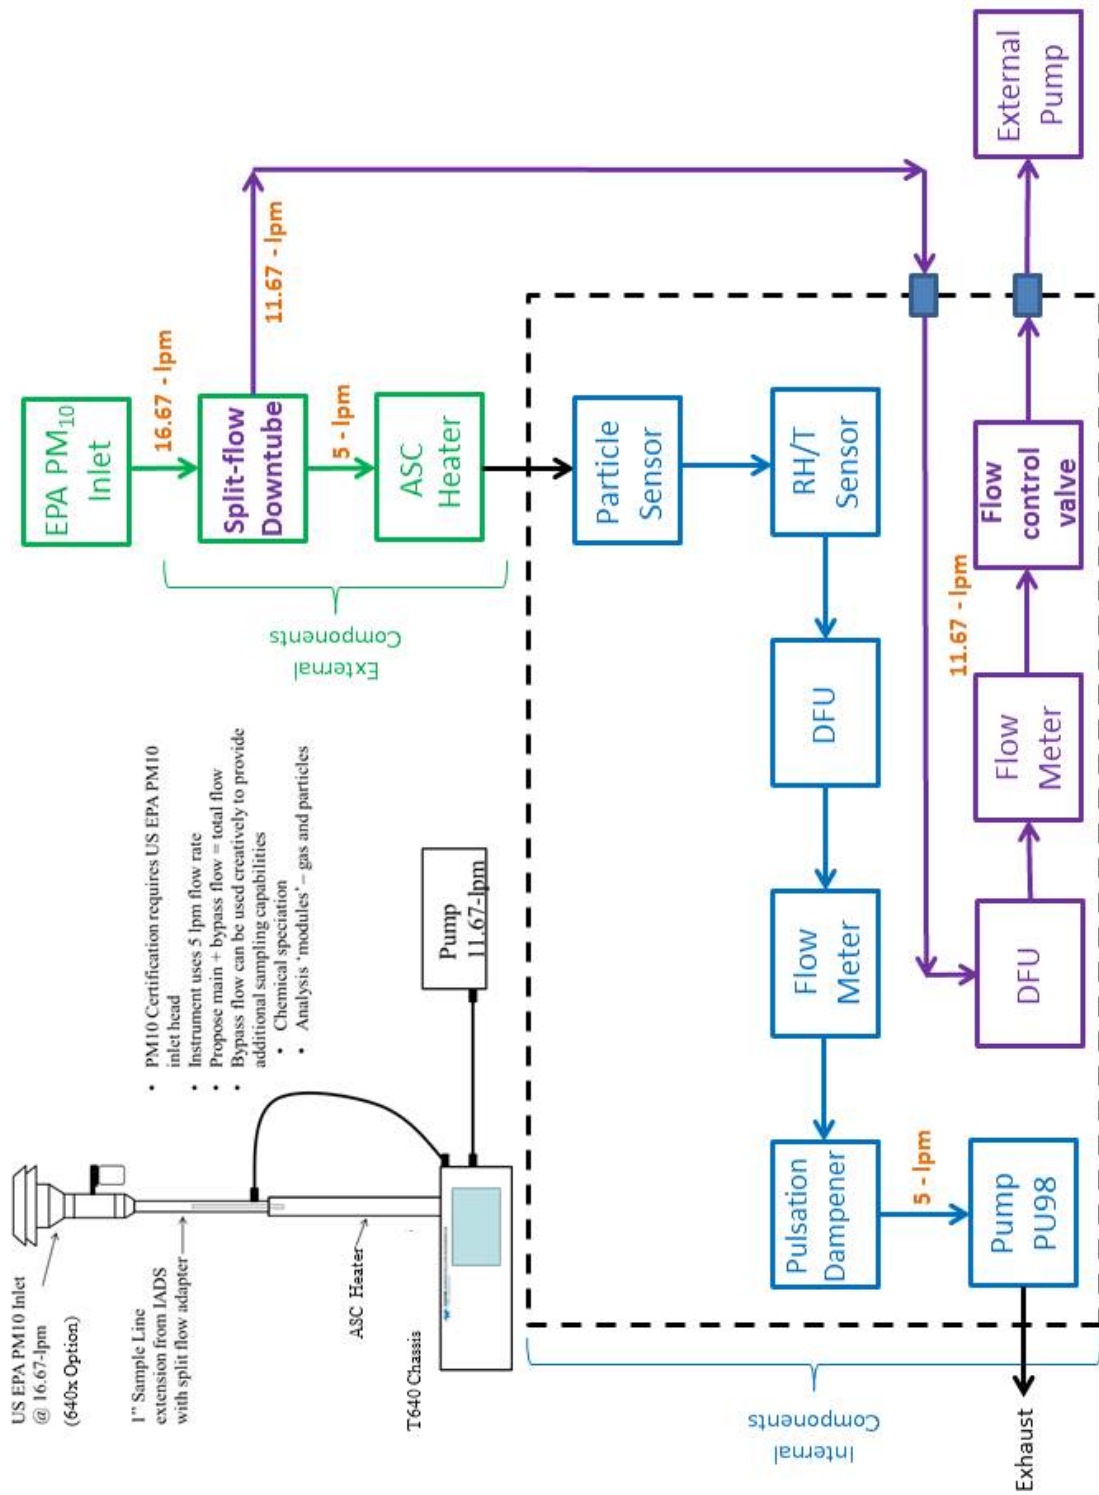 US EPA PM10 Inlet
@ 16.67-lpm
(640x Option)
1” Sample Line
extension from IADS
with split flow adapter
ASC Heater
T640 Chassis
• PM10 Certification requires US EPA PM10
inlet head
• Instrument uses 5 lpm flow rate
• Propose main + bypass flow = total flow
• Bypass flow can be used creatively to provide
additional sampling capabilities
• Chemical speciation
• Analysis ‘modules’ – gas and particles
Pump
11.67-lpm
External
Components
EPA PM10
Inlet
16.67 - lpm
Split-flow
Downtube
11.67 - lpm
5 - lpm
ASC
Heater
Internal
Components
Particle
Sensor
RH/T
Sensor
DFU
Flow
Meter
Pulsation
Dampener
5 - lpm
Pump
PU98
Exhaust
DFU
Flow
Meter
11.67 - lpm
Flow
control
valve
External
Pump